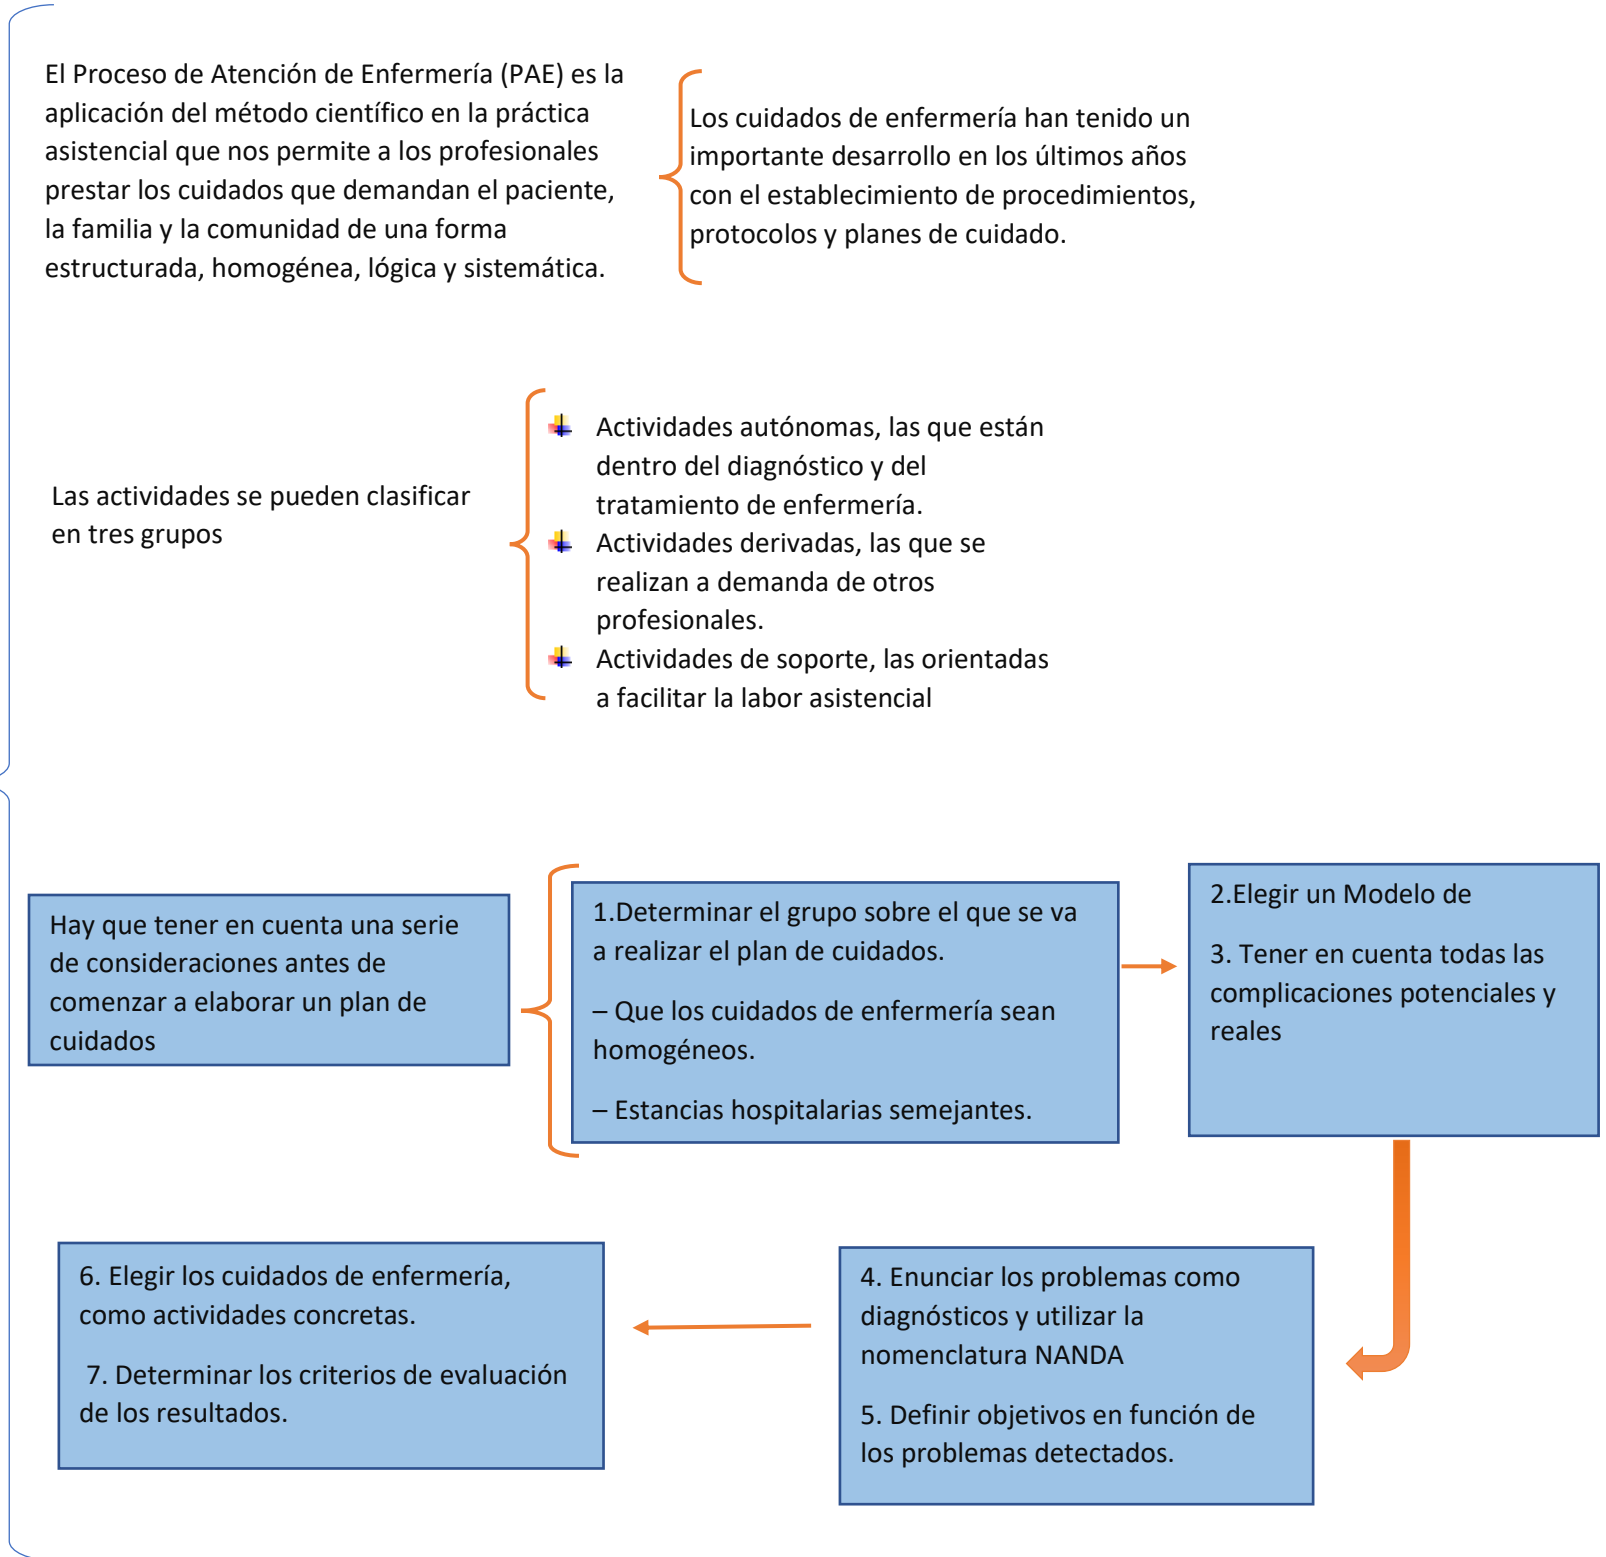 El Proceso de Atención de Enfermería (PAE) es la
aplicación del método científico en la práctica
asistencial que nos permite a los profesionales
prestar los cuidados que demandan el paciente,
la familia y la comunidad de una forma
estructurada, homogénea, lógica y sistemática.
Los cuidados de enfermería han tenido un
importante desarrollo en los últimos años
con el establecimiento de procedimientos,
protocolos y planes de cuidado.
Las actividades se pueden clasificar
en tres grupos
Actividades autónomas, las que están
dentro del diagnóstico y del
tratamiento de enfermería.
Actividades derivadas, las que se
realizan a demanda de otros
profesionales.
Actividades de soporte, las orientadas
a facilitar la labor asistencial
Hay que tener en cuenta una serie
de consideraciones antes de
comenzar a elaborar un plan de
cuidados
1.Determinar el grupo sobre el que se va
a realizar el plan de cuidados.
– Que los cuidados de enfermería sean
homogéneos.
– Estancias hospitalarias semejantes.
2.Elegir un Modelo de
3. Tener en cuenta todas las
complicaciones potenciales y
reales
4. Enunciar los problemas como
diagnósticos y utilizar la
nomenclatura NANDA
5. Definir objetivos en función de
los problemas detectados.
6. Elegir los cuidados de enfermería,
como actividades concretas.
7. Determinar los criterios de evaluación
de los resultados.